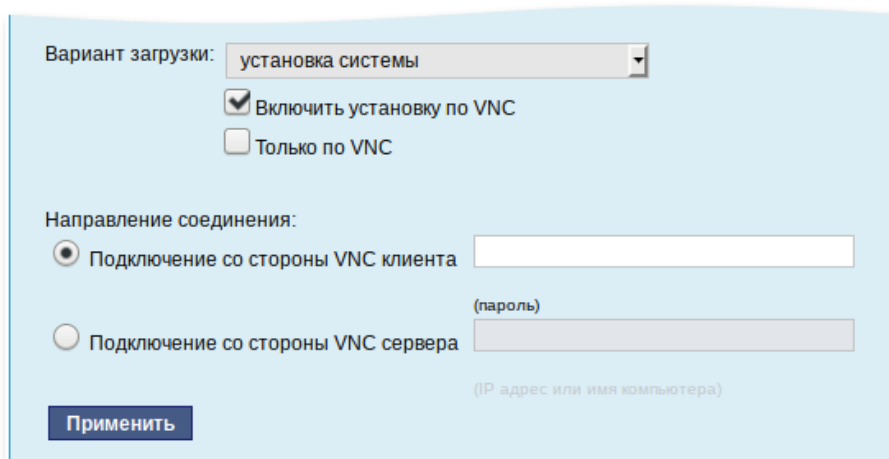 Вариант загрузки: установка системы
Включить установку по VNC
Только по VNC
Направление соединения:
Подключение со стороны VNC клиента
(пароль)
Подключение со стороны VNC сервера
(IP адрес или имя компьютера)
Применить